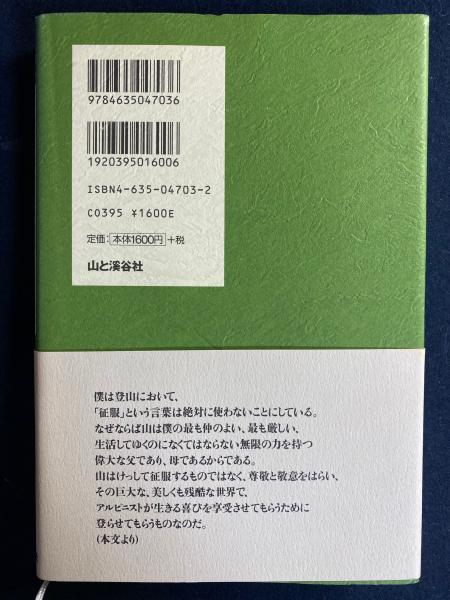 9784635047036
1920395016006
ISBN4-635-04703-2
C0395 ¥1600E
定価：本体1600円+税
山と溪谷社
僕は登山において、
「征服」という言葉は絶対に使わないことにしている。
なぜならば山は僕の最も仲のよい、最も厳しい、
生活してゆくのになくてはならない無限の力を持つ
偉大な父であり、母であるからである。
山はけっして征服するものではなく、尊敬と敬意をはらい、
その巨大な、美しくも残酷な世界で、
アルピニストが生きる喜びを享受させてもらうために
登らせてもらうものなのだ。
(本文より)